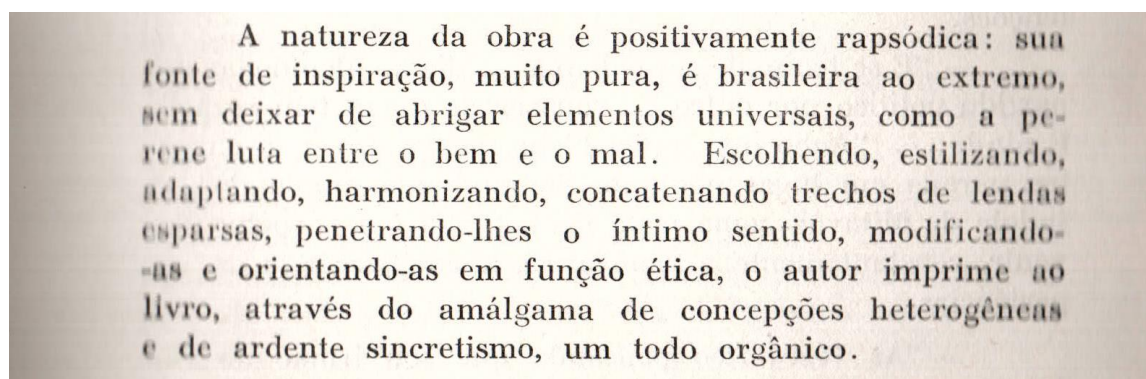 A natureza da obra é positivamente rapsódica: sua
fonte de inspiração, muito pura, é brasileira ao extremo,
sem deixar de abrigar elementos universais, como a pe-
rene luta entre o bem e o mal. Escolhendo, estilizando,
adaptando, harmonizando, concatenando trechos de lendas
esparsas, penetrando-lhes o íntimo sentido, modificando-
-as e orientando-as em função ética, o autor imprime ao
livro, através do amálgama de concepções heterogêneas
e de ardente sincretismo, um todo orgânico.